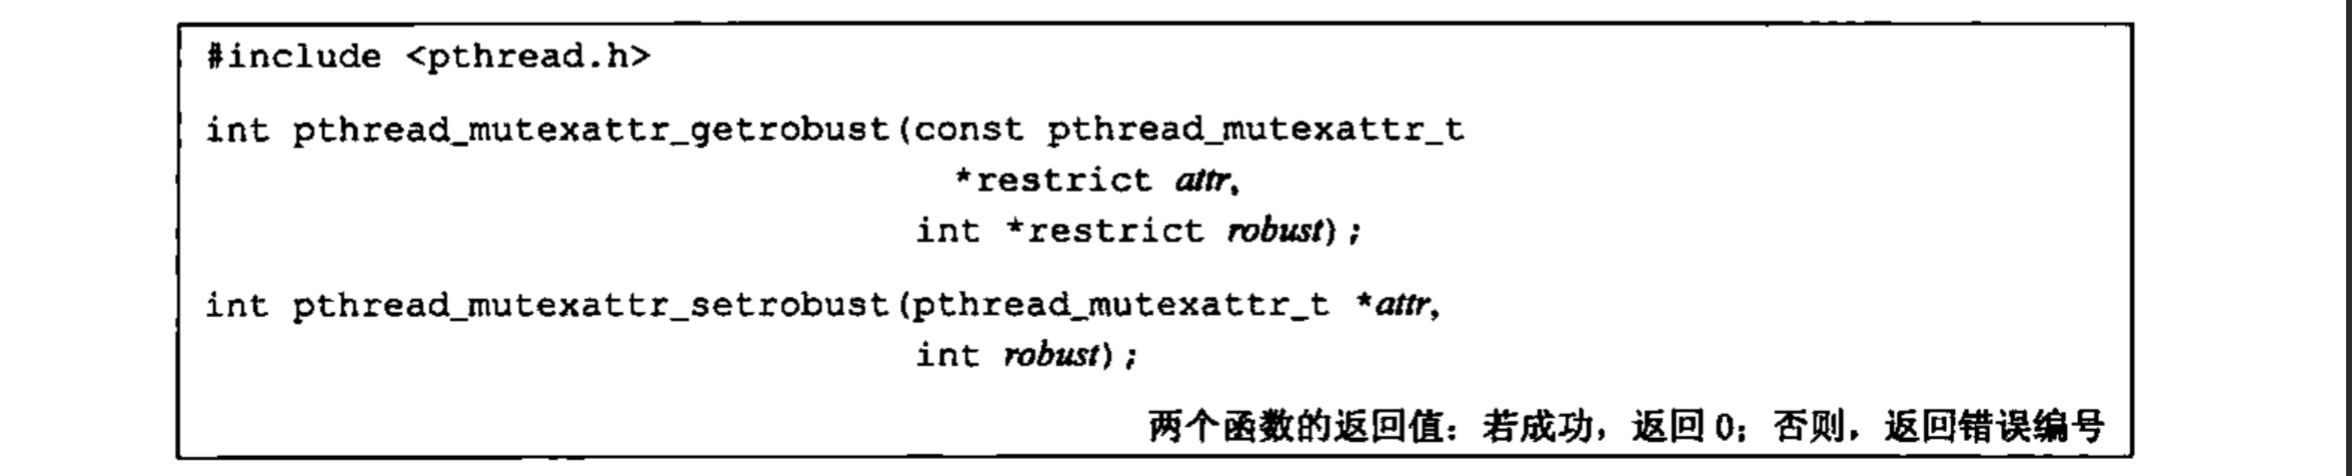 #include <pthread.h>
int pthread_mutexattr_getrobust(const pthread_mutexattr_t
*restrict attr,
int *restrict robust);
int pthread_mutexattr_setrobust(pthread_mutexattr_t *attr,
int robust);
两个函数的返回值：若成功，返回0；否则，返回错误编号